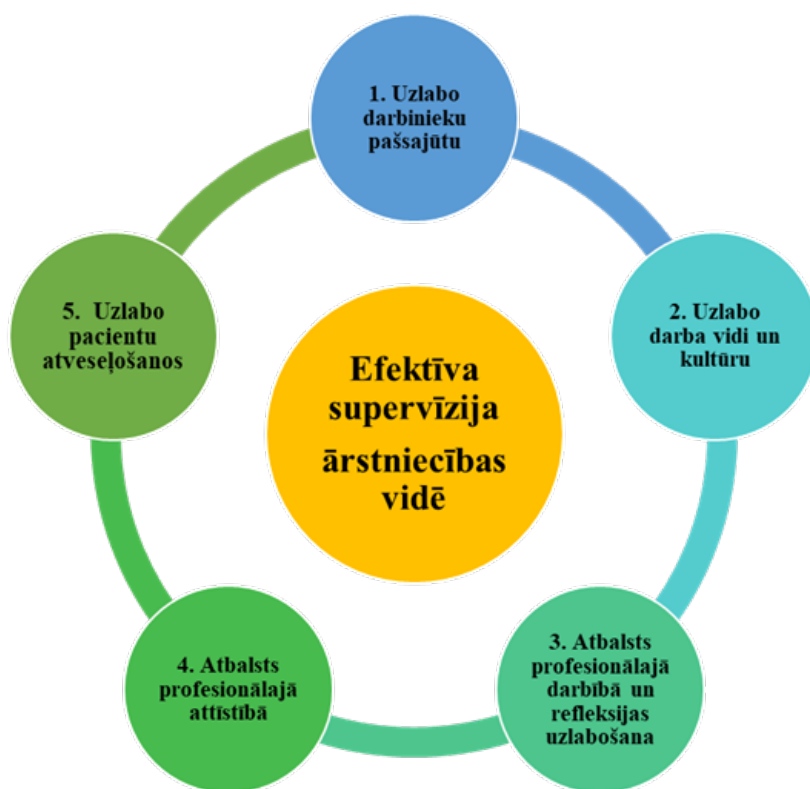 1. Uzlabo
darbinieku
pašsajūtu
2. Uzlabo
darba vidi un
kultūru
3. Atbalsts
profesionālajā
darbībā un
refleksijas
uzlabošana
4. Atbalsts
profesionālajā
attīstībā
5. Uzlabo
pacientu
atveseļošanos
Efektīva
supervīzija
ārstniecības
vidē